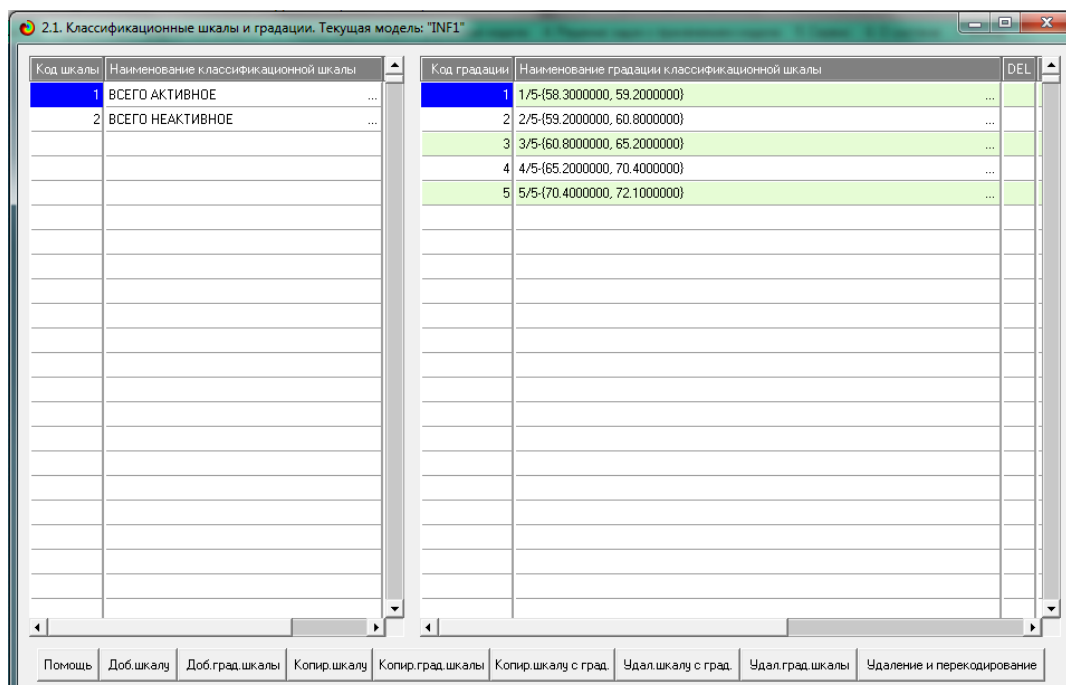 2.1. Классификационные шкалы и градации. Текущая модель: "INF1"
Код шкалы Наименование классификационной шкалы
1 ВСЕГО АКТИВНОЕ ...
2 ВСЕГО НЕАКТИВНОЕ ...
Код градации Наименование градации классификационной шкалы DEL
1 1/5-{58.3000000, 59.2000000} ...
2 2/5-{59.2000000, 60.8000000} ...
3 3/5-{60.8000000, 65.2000000} ...
4 4/5-{65.2000000, 70.4000000} ...
5 5/5-{70.4000000, 72.1000000} ...
Помощь Доб.шкалу Доб.град.шкалы Копир.шкалу Копир.град.шкалы Копир.шкалу с град. Удал.шкалу с град. Удал.град.шкалы Удаление и перекодирование